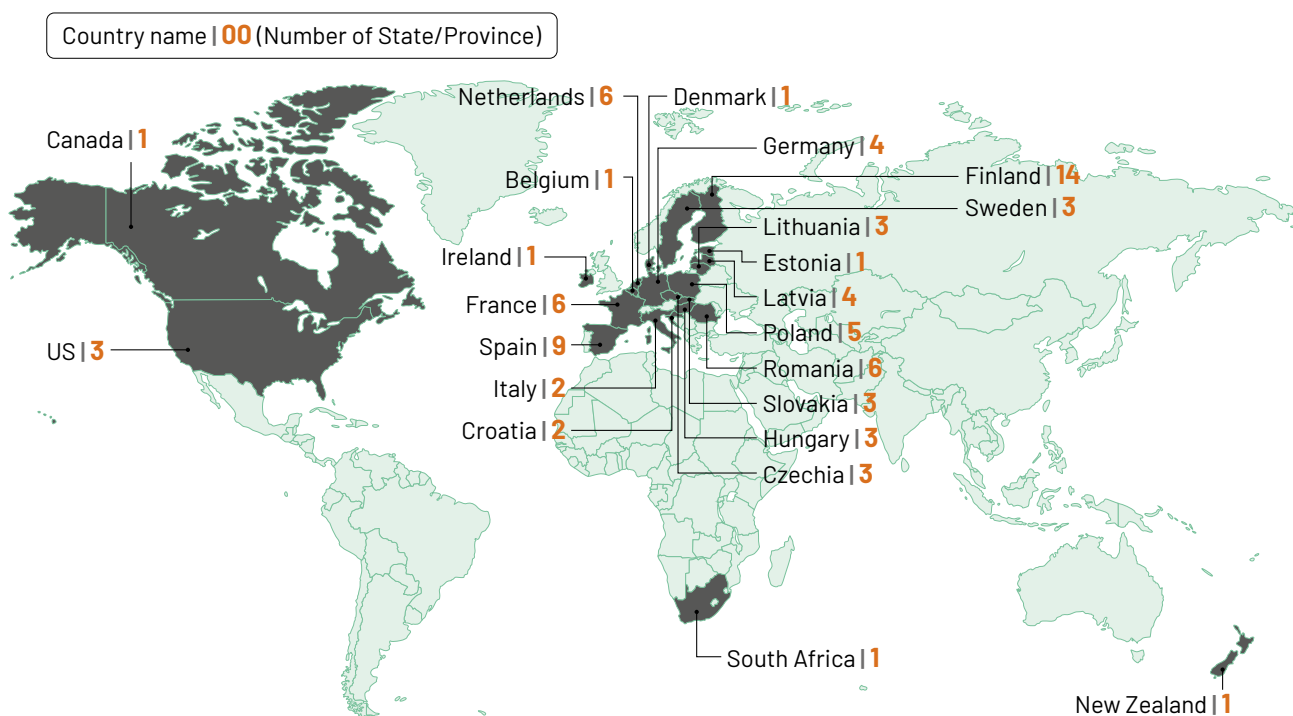 Country name | 00 (Number of State/Province)
Netherlands | 6
Denmark | 1
Canada | 1
Germany | 4
Belgium | 1
Finland | 14
Sweden | 3
Lithuania | 3
Ireland | 1
Estonia | 1
Latvia | 4
France | 6
Poland | 5
US | 3
Spain | 9
Romania | 6
Italy | 2
Slovakia | 3
Croatia | 2
Hungary | 3
Czechia | 3
South Africa | 1
New Zealand | 1